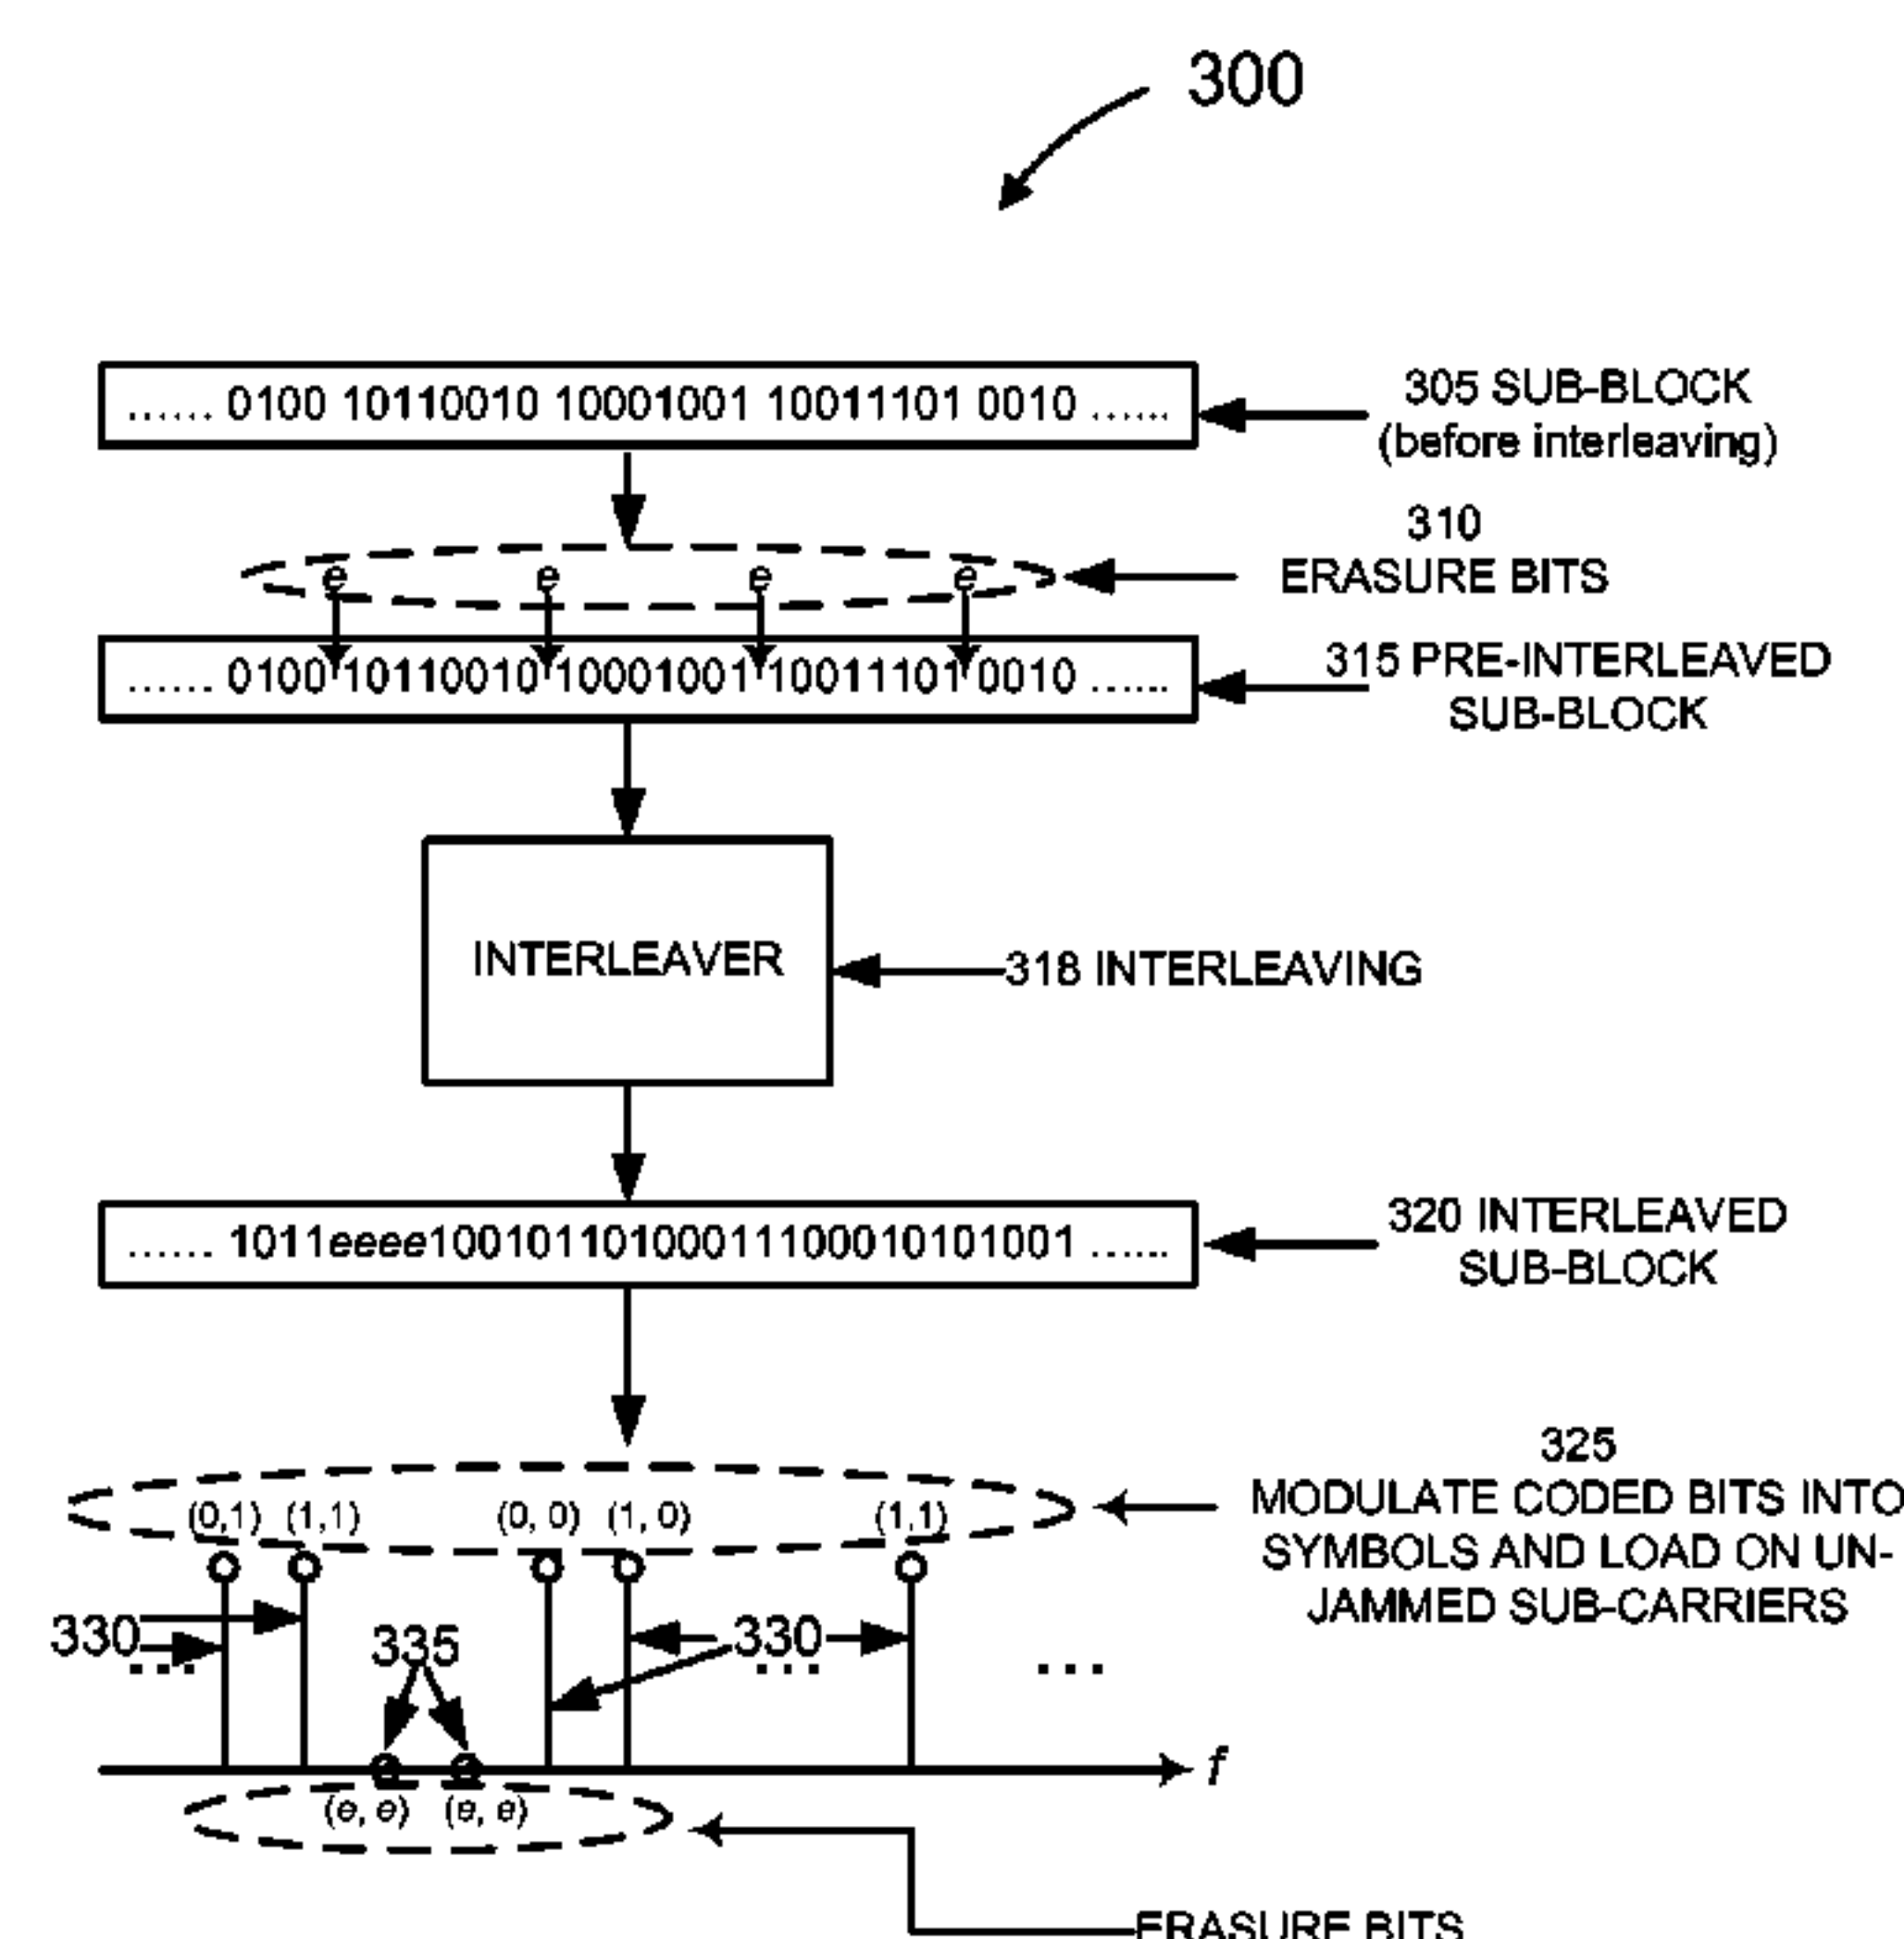 300
...... 0100 10110010 10001001 10011101 0010 ......
305 SUB-BLOCK
(before interleaving)
310
ERASURE BITS
e e e e
...... 0100 10110010 10001001 10011101 0010 ......
315 PRE-INTERLEAVED
SUB-BLOCK
INTERLEAVER
318 INTERLEAVING
...... 1011eeee1001011010001110001010 1001 ......
320 INTERLEAVED
SUB-BLOCK
325
MODULATE CODED BITS INTO
SYMBOLS AND LOAD ON UN-
JAMMED SUB-CARRIERS
(0,1) (1,1) (0, 0) (1, 0) (1,1)
330 335 330
... ... ...
f
(e, e) (e, e)
ERASURE BITS